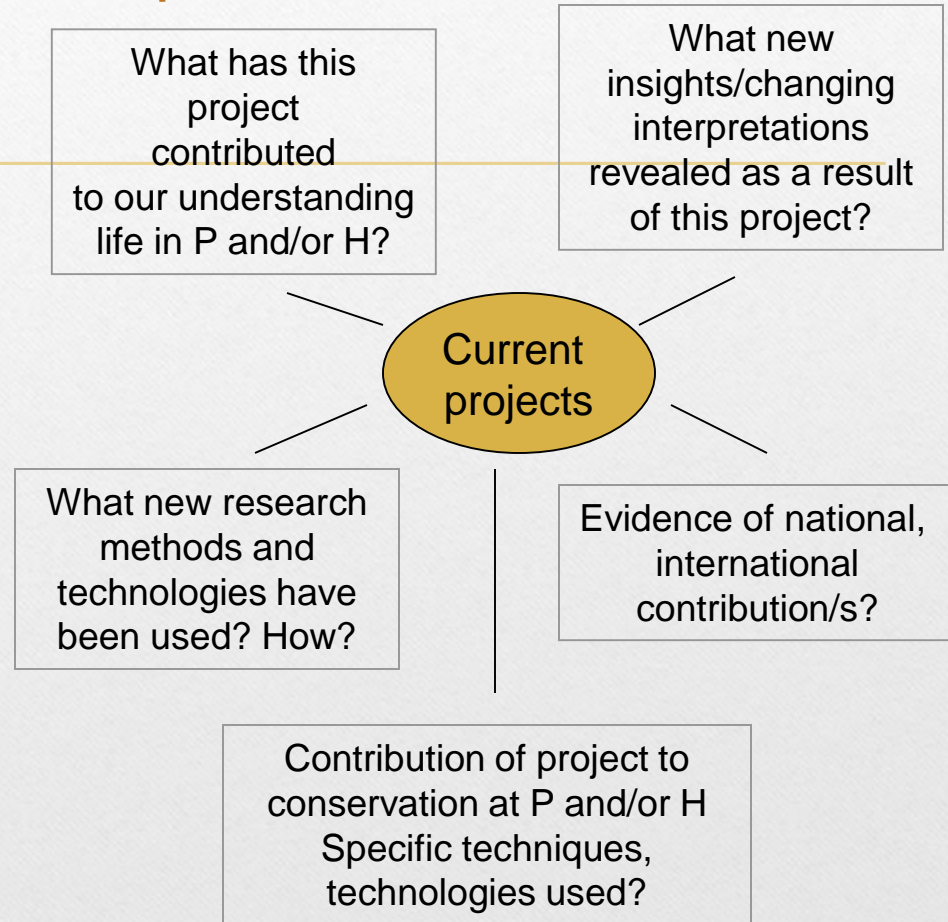 What has this
project
contributed
to our understanding
life in P and/or H?
What new
insights/changing
interpretations
revealed as a result
of this project?
Current
projects
What new research
methods and
technologies have
been used? How?
Evidence of national,
international
contribution/s?
Contribution of project to
conservation at P and/or H
Specific techniques,
technologies used?